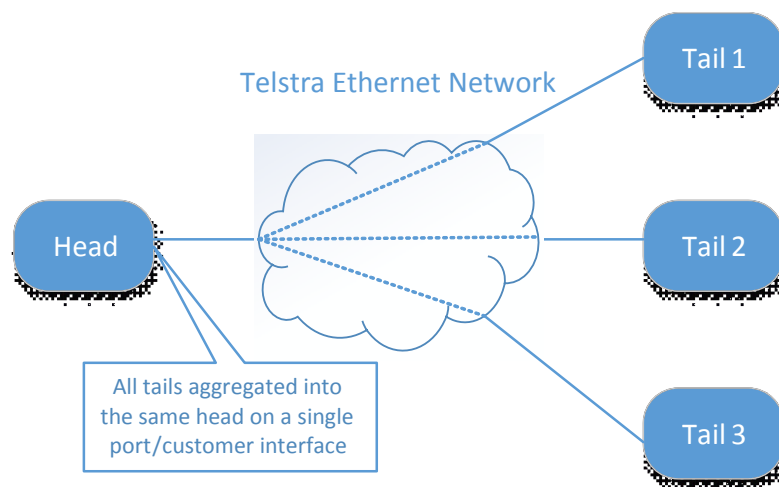 Telstra Ethernet Network
Tail 1
Head
Tail 2
All tails aggregated into
the same head on a single
port/customer interface
Tail 3